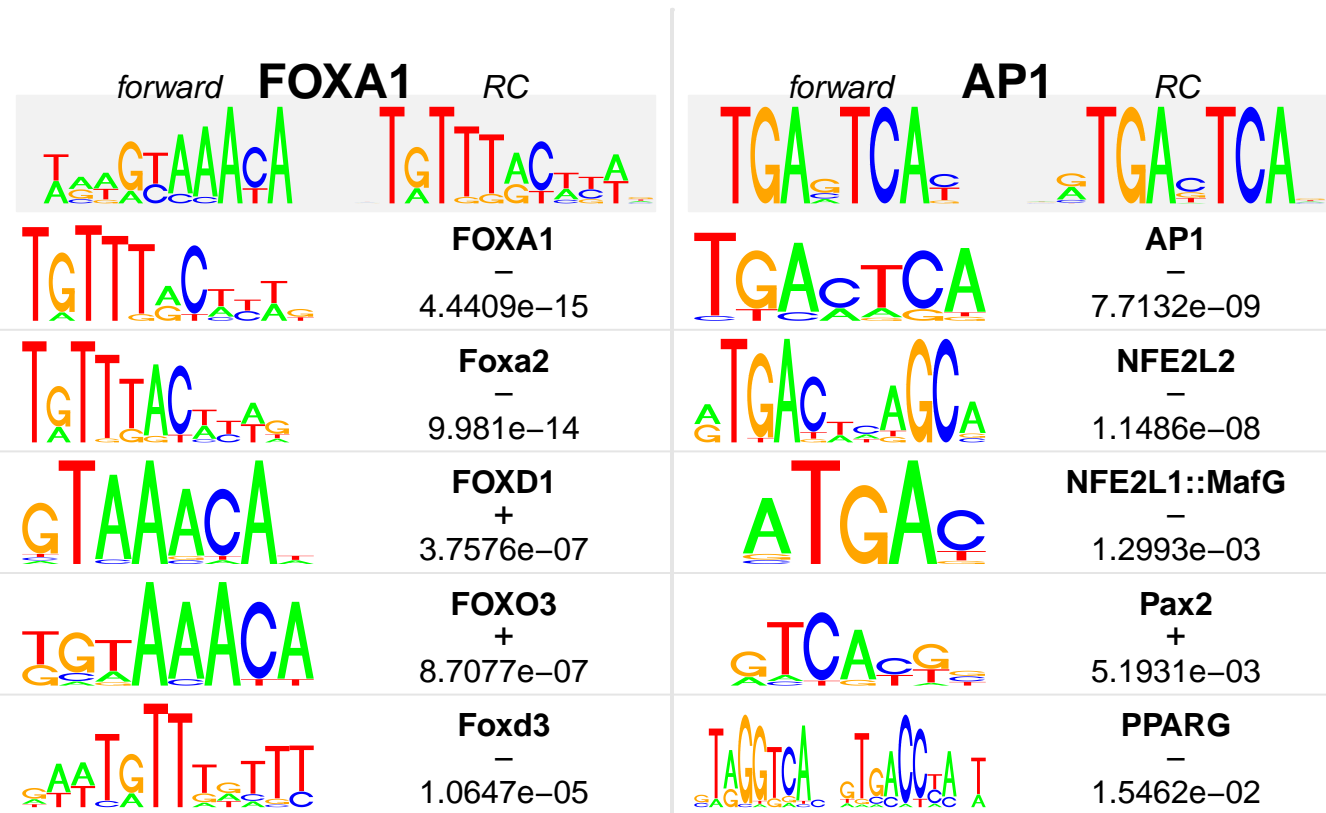 forward FOXA1 RC
forward AP1 RC
FOXA1
−
4.4409e−15
Foxa2
−
9.981e−14
FOXD1
+
3.7576e−07
FOXO3
+
8.7077e−07
Foxd3
−
1.0647e−05
AP1
−
7.7132e−09
NFE2L2
−
1.1486e−08
NFE2L1::MafG
−
1.2993e−03
Pax2
+
5.1931e−03
PPARG
−
1.5462e−02